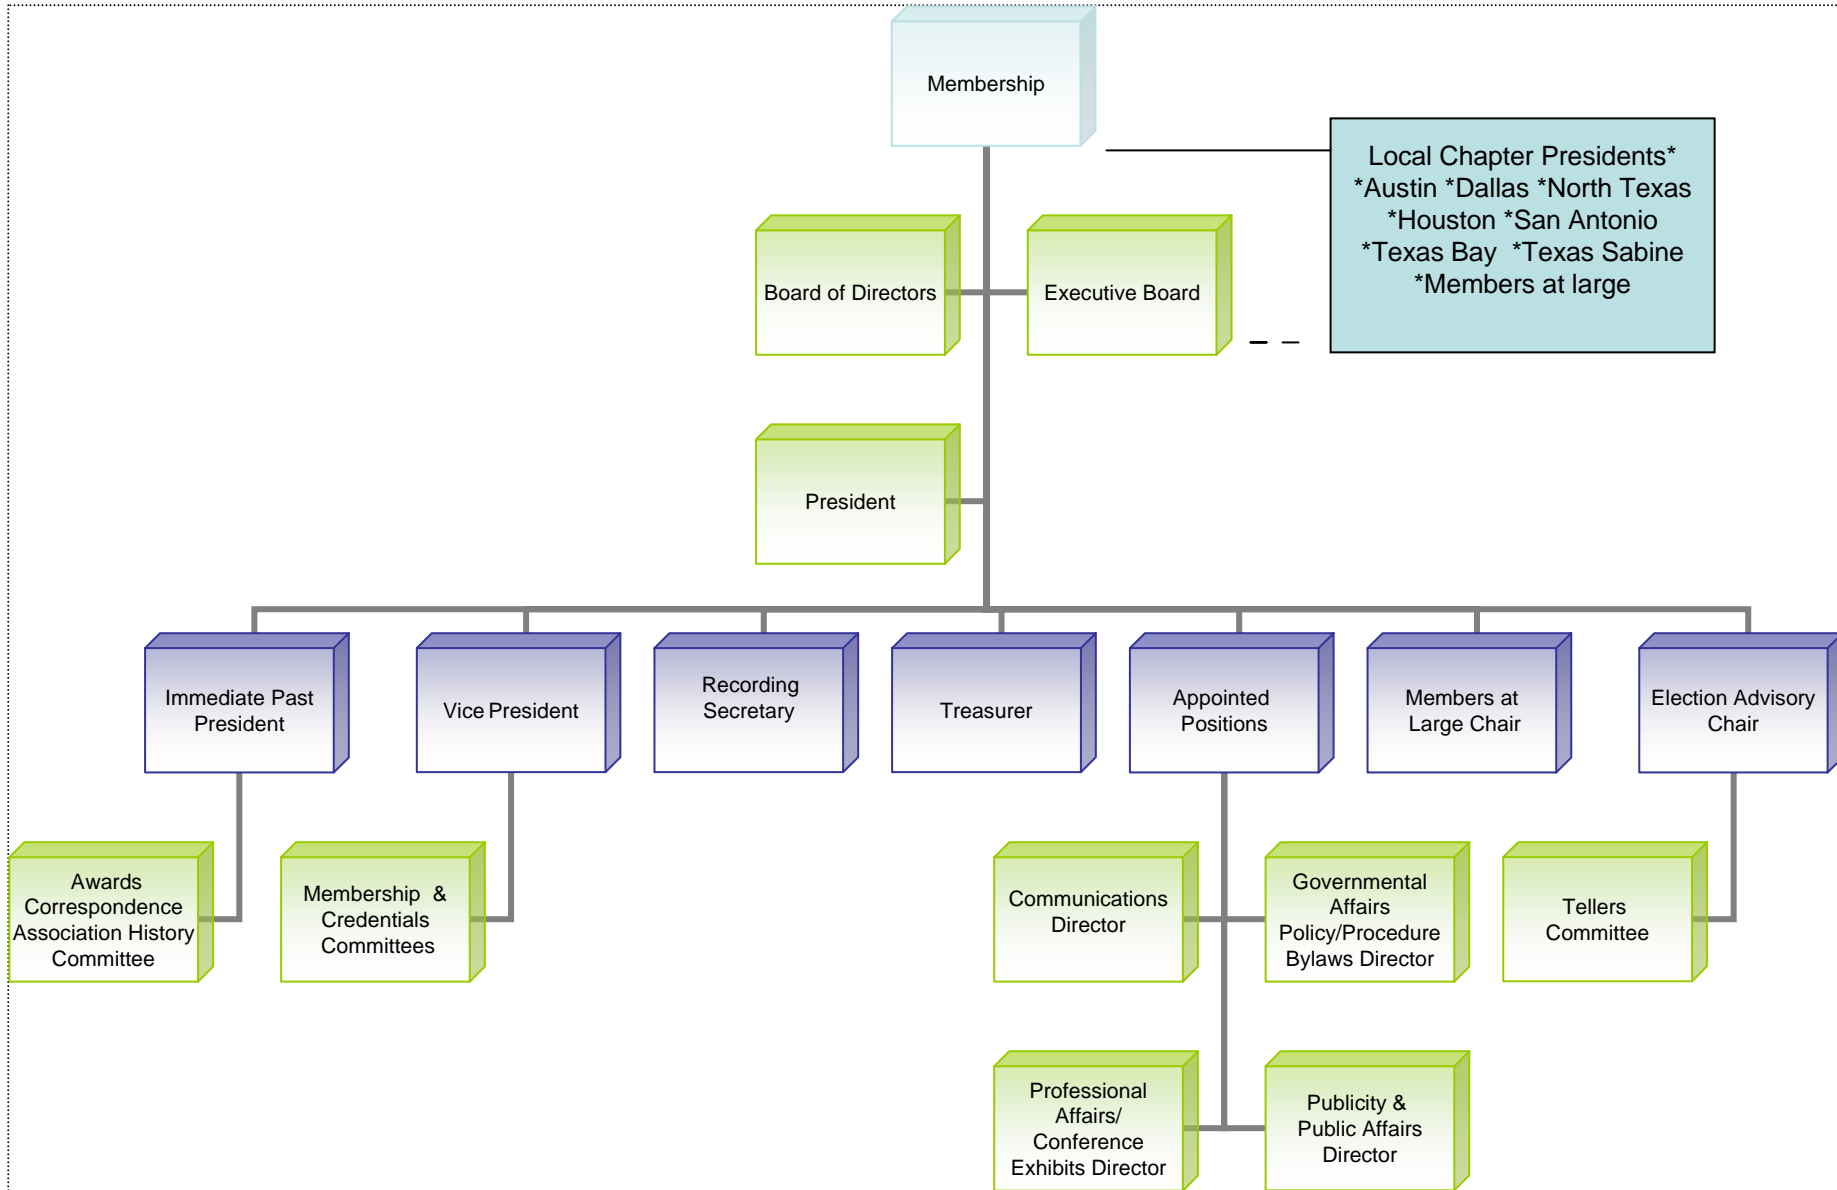 Membership
Local Chapter Presidents*
*Austin *Dallas *North Texas
*Houston *San Antonio
*Texas Bay  *Texas Sabine
*Members at large
Board of Directors
Executive Board
President
Immediate Past
President
Vice President
Recording
Secretary
Treasurer
Appointed
Positions
Members at
Large Chair
Election Advisory
Chair
Awards
Correspondence
Association History
Committee
Membership  &
Credentials
Committees
Communications
Director
Governmental
Affairs
Policy/Procedure
Bylaws Director
Tellers
Committee
Professional
Affairs/
Conference
Exhibits Director
Publicity &
Public Affairs
Director